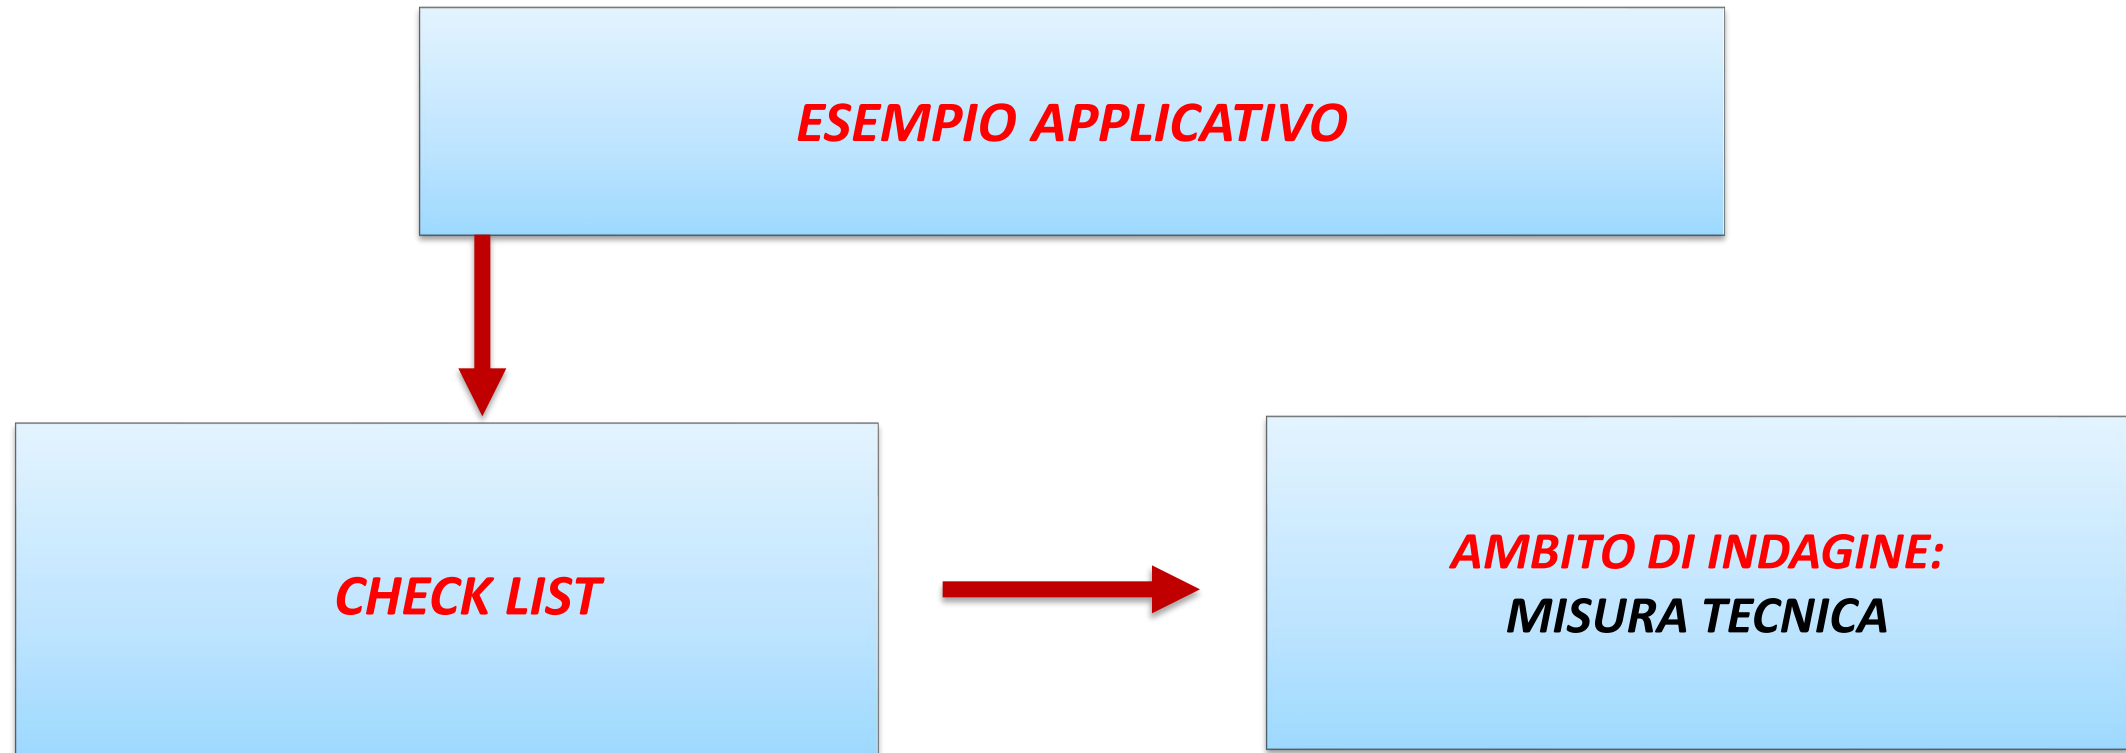 ESEMPIO APPLICATIVO
CHECK LIST
AMBITO DI INDAGINE:
MISURA TECNICA